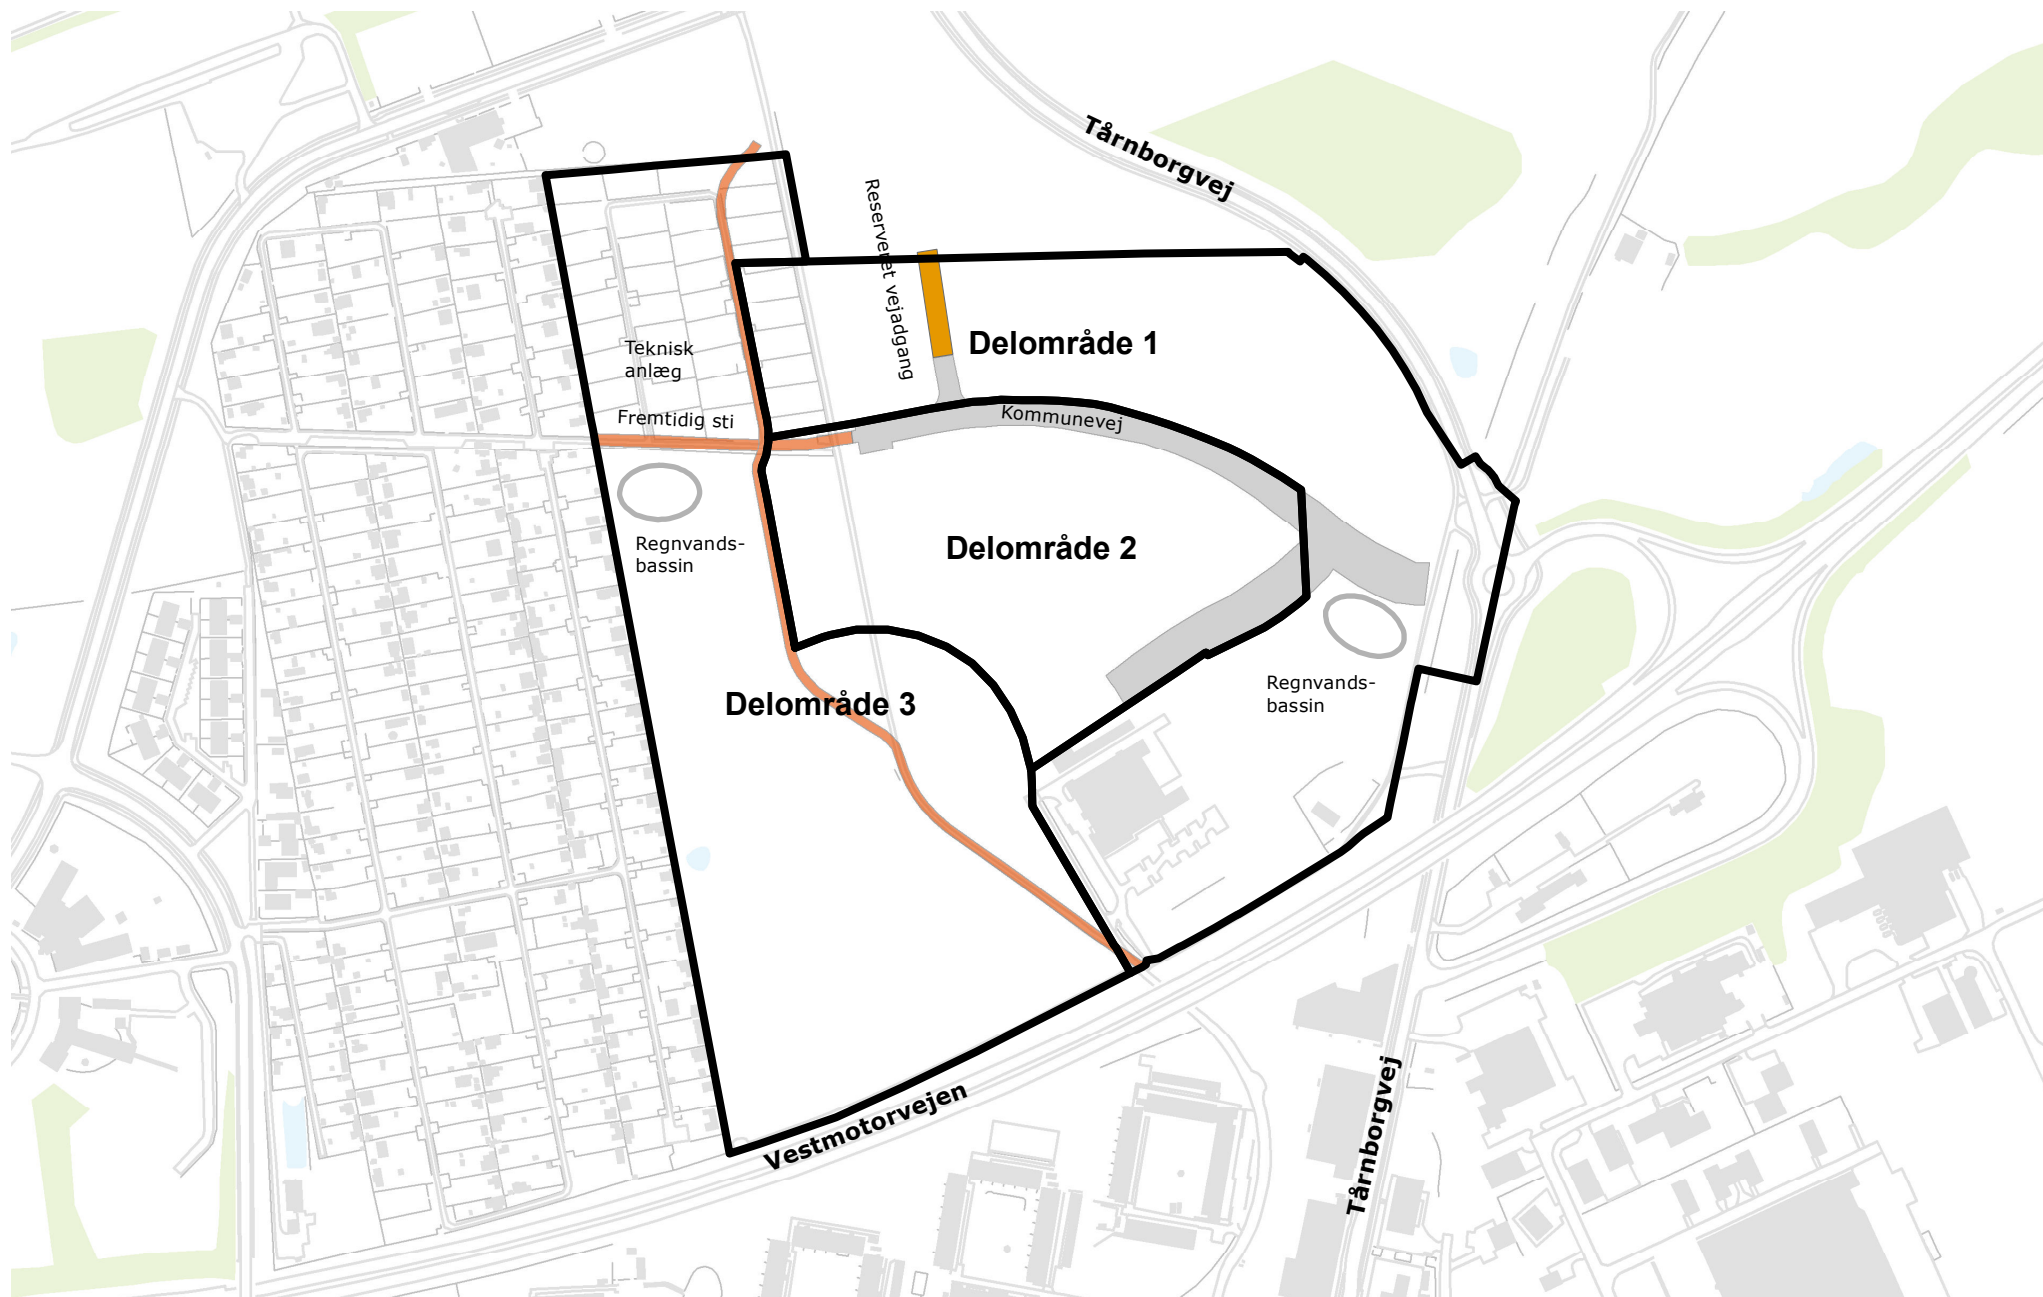 Tårnborgvej
Reserveret vejadgang
Delområde 1
Teknisk
anlæg
Fremtidig sti
Kommunevej
Regnvands-
bassin
Delområde 2
Regnvands-
bassin
Delområde 3
Vestmotorvejen
Tårnborgvej